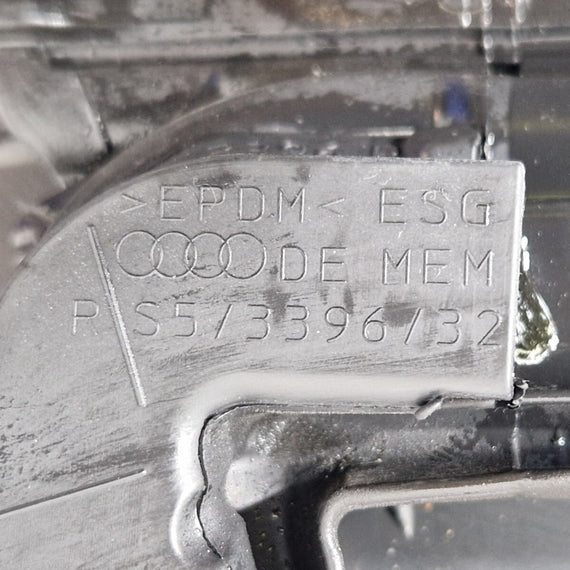 >EPDM< ESG
DE MEM
P S5/3396/32